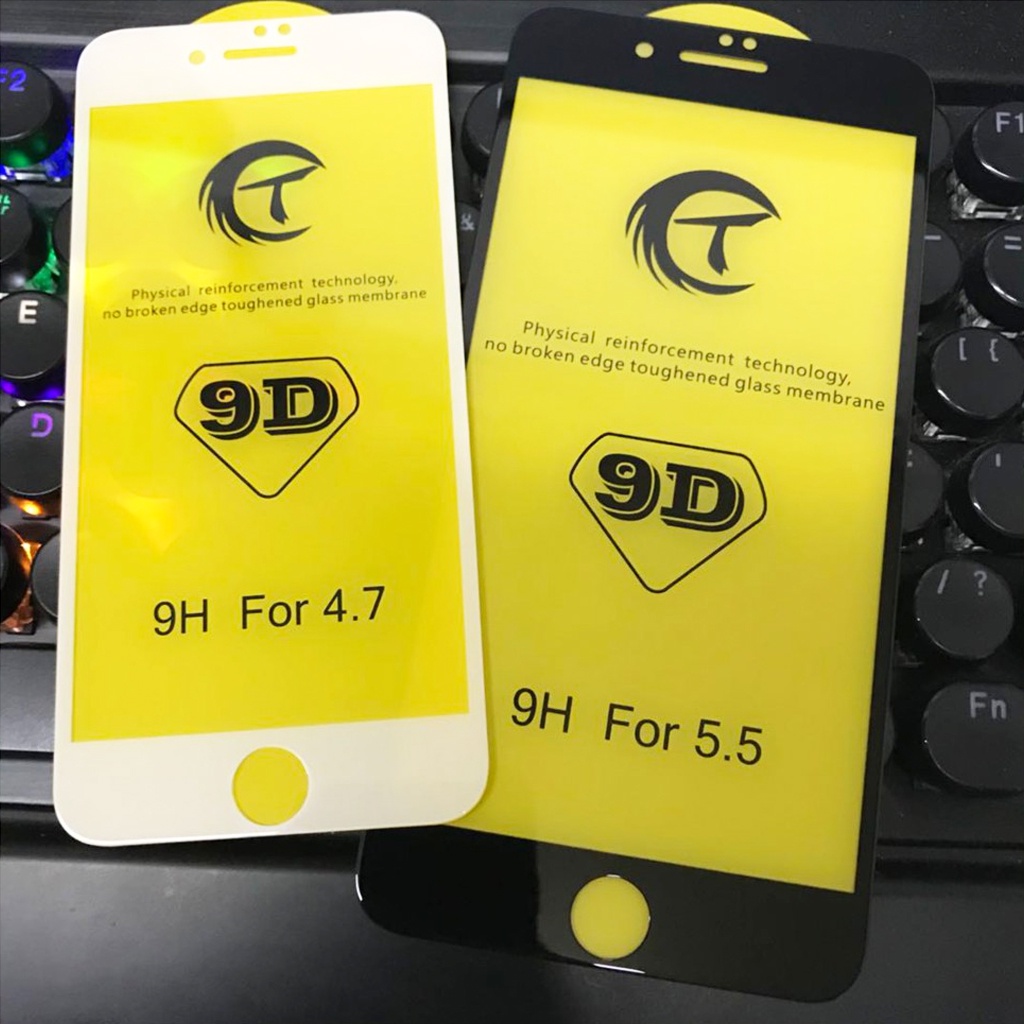 Physical reinforcement technology,
no broken edge toughened glass membrane
9D
9H For 4.7
Physical reinforcement technology,
no broken edge toughened glass membrane
9D
9H For 5.5
F2
E
D
F1
&
-
=
[ {
/ ?
Fn